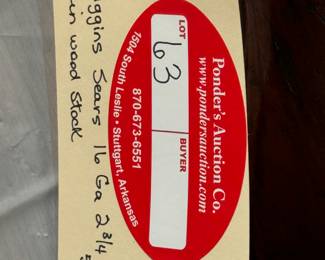 Ponder's Auction Co.
www.pondersauction.com
LOT
BUYER
63
870-673-6551
1504 South Leslie • Stuttgart, Arkansas
iggins Sears 16 Ga 2 3/4
in wood Stock